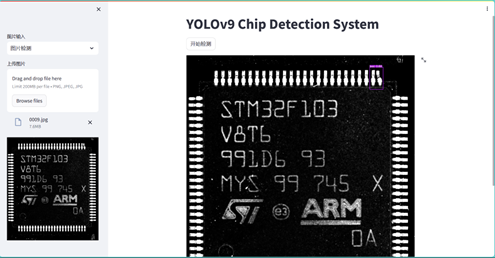 YOLOv9 Chip Detection System
开始检测
图片输入
图片检测
上传图片
Drag and drop file here
Limit 200MB per file • PNG, JPEG, JPG
Browse files
0009.jpg
7.6MB
STM32F103
V8T6
991D6 93
MYS 99 745 X
ST e3 ARM
0A
STM32F103
V8T6
991D6 93
MYS 99 745 X
ST e3 ARM
0A